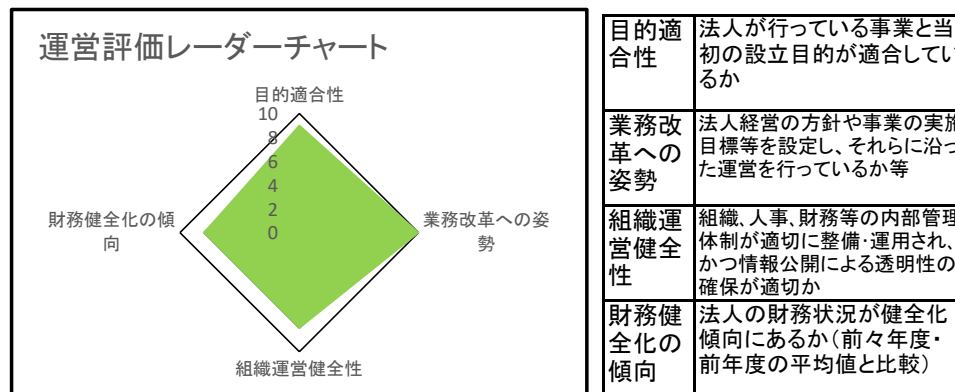 運営評価レーダーチャート
目的適合性
10
8
6
4
2
0
財務健全化の傾
向
業務改革への姿
勢
組織運営健全性
目的適
合性
法人が行っている事業と当
初の設立目的が適合してい
るか
業務改
革への
姿勢
法人経営の方針や事業の実施
目標等を設定し、それらに沿っ
た運営を行っているか等
組織運
営健全
性
組織、人事、財務等の内部管理
体制が適切に整備・運用され、
かつ情報公開による透明性の
確保が適切か
財務健
全化の
傾向
法人の財務状況が健全化
傾向にあるか(前々年度・
前年度の平均値と比較)